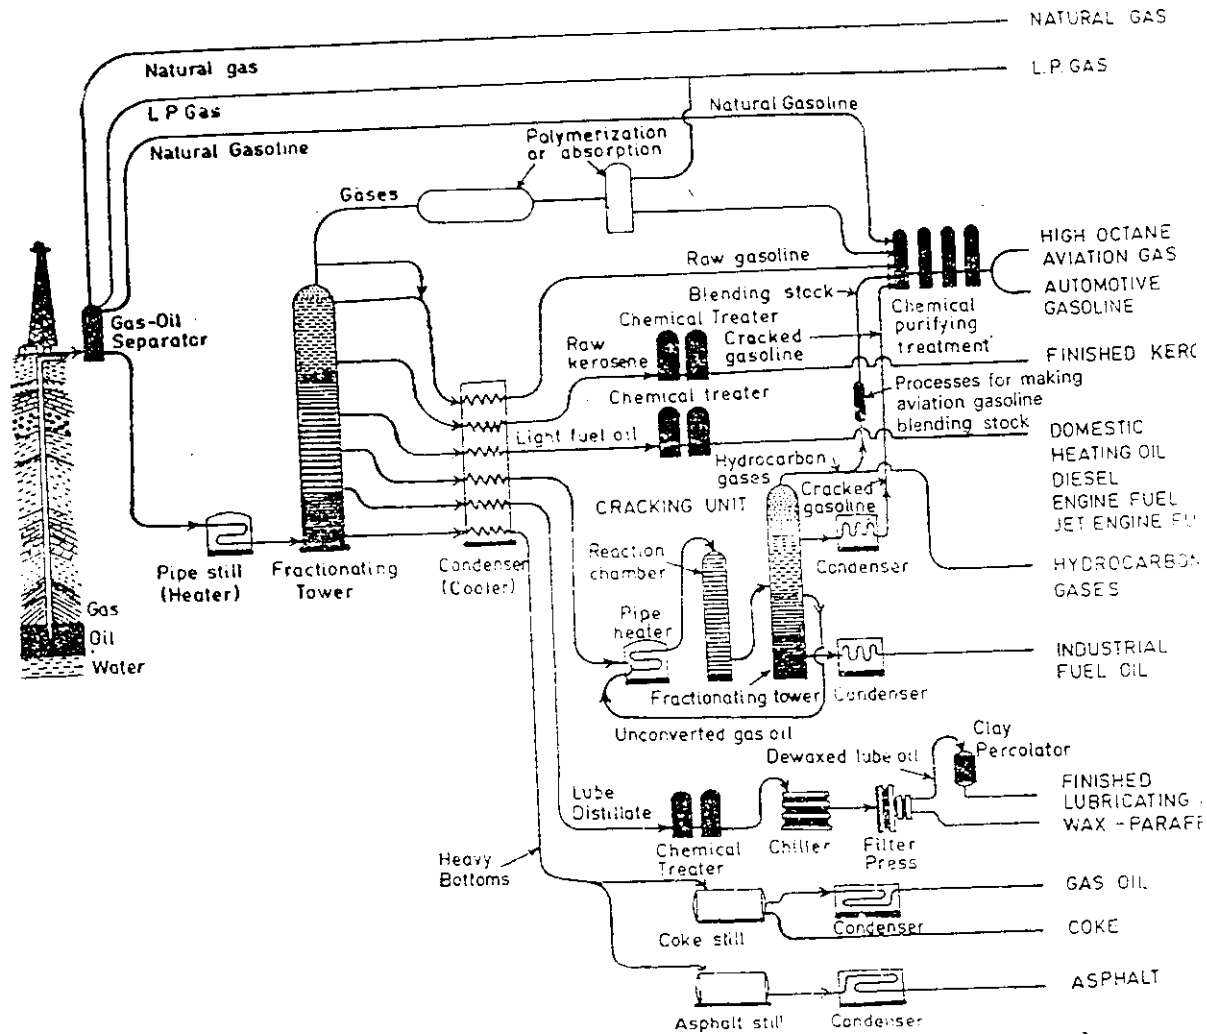 NATURAL GAS
Natural gas
L.P. GAS
L P Gas
Natural Gasoline
Natural Gasoline
Polymerization
or absorption
Gases
HIGH OCTANE
AVIATION GAS
Raw gasoline
Blending stock
AUTOMOTIVE
GASOLINE
Chemical
purifying
treatment
Gas-Oil
Separator
Chemical Treater
Cracked
gasoline
Raw
kerosene
FINISHED KERO
Chemical treater
Processes for making
aviation gasoline
blending stock
Light fuel oil
DOMESTIC
HEATING OIL
DIESEL
ENGINE FUEL
JET ENGINE FU
Hydrocarbon
gases
CRACKING UNIT
Cracked
gasoline
Reaction
chamber
Condenser
HYDROCARBON
GASES
Pipe still
(Heater)
Fractionating
Tower
Condenser
(Cooler)
Gas
Oil
Water
Pipe
heater
INDUSTRIAL
FUEL OIL
Fractionating tower
Condenser
Unconverted gas oil
Clay
Percolator
Dewaxed lube oil
FINISHED
LUBRICATING
WAX-PARAFF
Lube
Distillate
Chemical
Treater
Chiller
Filter
Press
Heavy
Bottoms
GAS OIL
Coke still
Condenser
COKE
ASPHALT
Asphalt still
Condenser